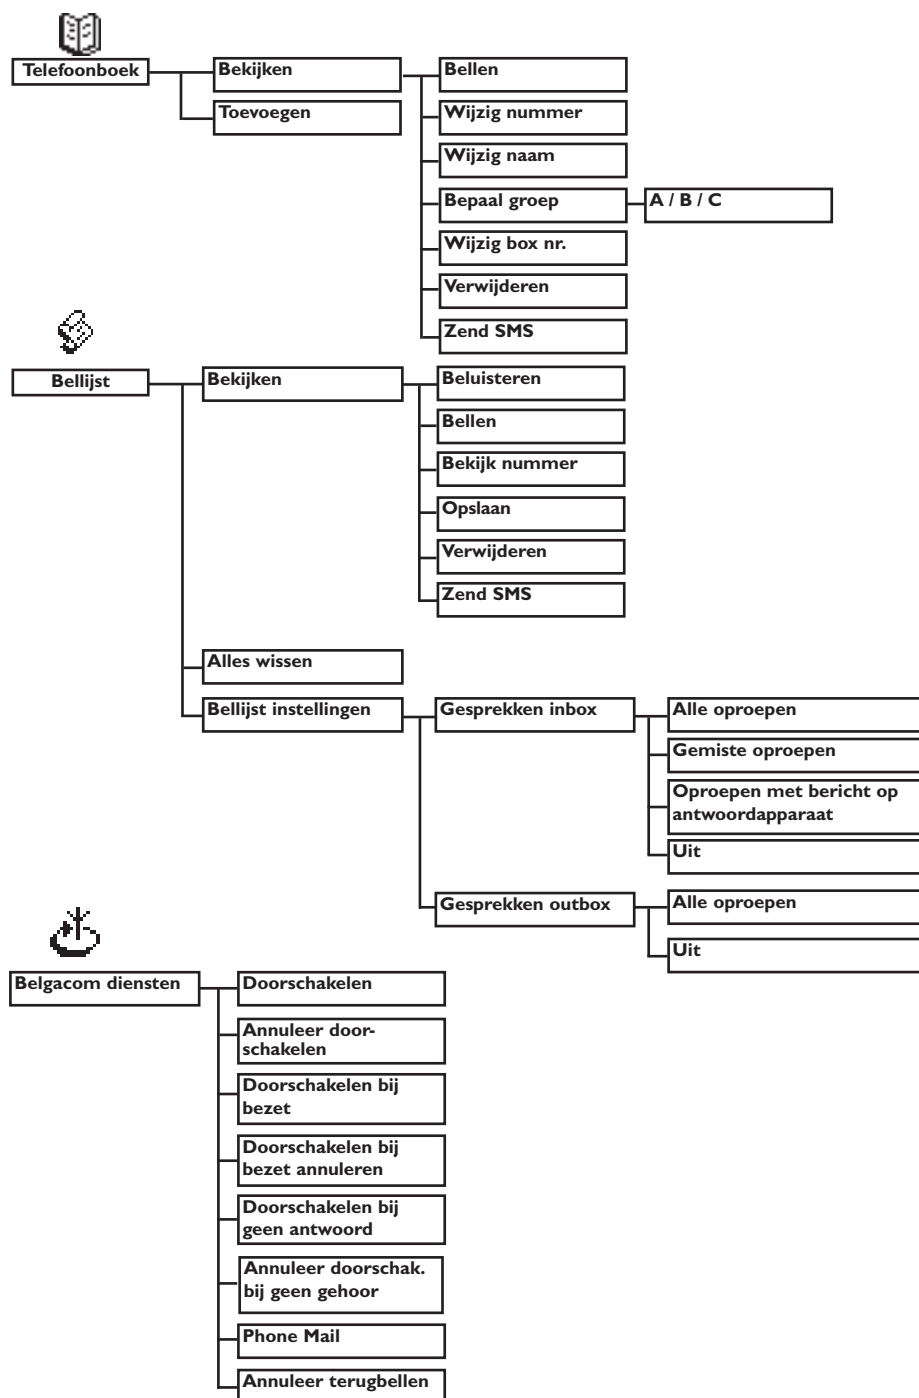 Telefoonboek
Bekijken
Bellen
Toevoegen
Wijzig nummer
Wijzig naam
Bepaal groep
A / B / C
Wijzig box nr.
Verwijderen
Zend SMS
Bellijst
Bekijken
Beluisteren
Bellen
Bekijk nummer
Opslaan
Verwijderen
Zend SMS
Alles wissen
Bellijst instellingen
Gesprekken inbox
Alle oproepen
Gemiste oproepen
Oproepen met bericht op
antwoordapparaat
Uit
Gesprekken outbox
Alle oproepen
Uit
Belgacom diensten
Doorschakelen
Annuleer door-
schakelen
Doorschakelen bij
bezet
Doorschakelen bij
bezet annuleren
Doorschakelen bij
geen antwoord
Annuleer doorschak.
bij geen gehoor
Phone Mail
Annuleer terugbellen